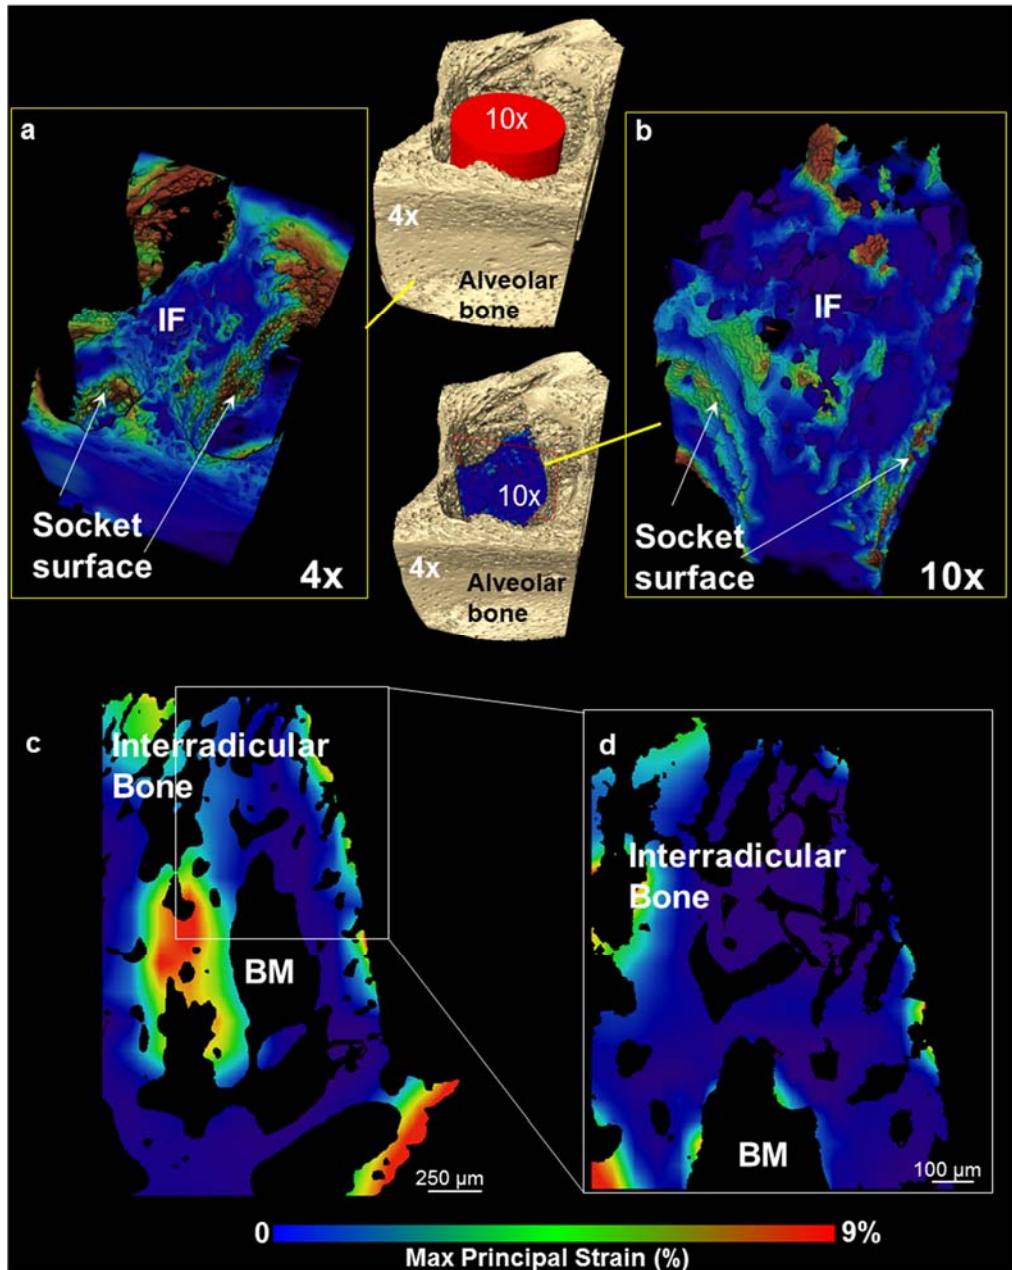 a
IF
Socket
surface
4x
10x
4x
Alveolar
bone
10x
4x
Alveolar
bone
b
IF
Socket
surface
10x
c
Interradicular
Bone
BM
250 µm
d
Interradicular
Bone
BM
100 µm
0
9%
Max Principal Strain (%)